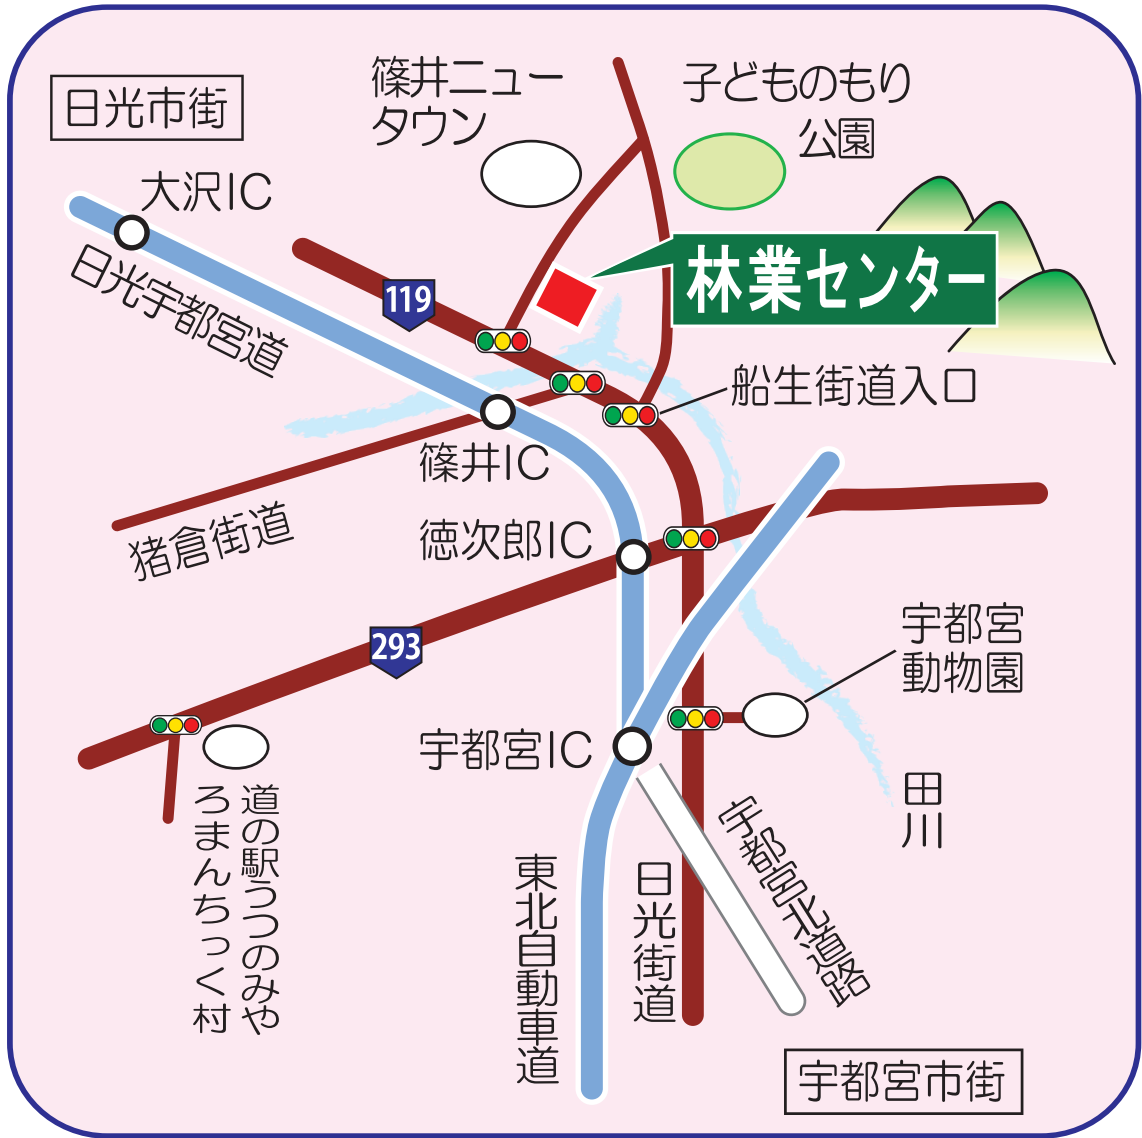 日光市街
篠井ニュー
タウン
子どものもり
公園
大沢IC
日光宇都宮道
119
林業センター
船生街道入口
篠井IC
猪倉街道
徳次郎IC
293
宇都宮
動物園
宇都宮IC
道の駅うつのみや
ろまんちっく村
田川
東北自動車道
日光街道
宇都宮北道路
宇都宮市街